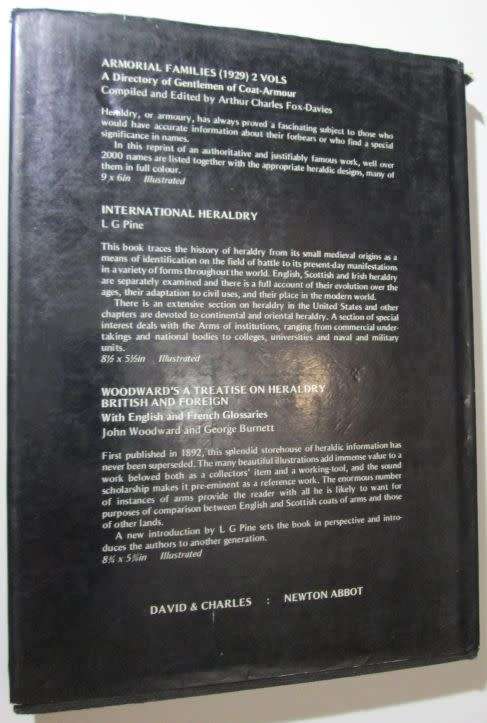 ARMORIAL FAMILIES (1929) 2 VOLS
A Directory of Gentlemen of Coat-Armour
Compiled and Edited by Arthur Charles Fox-Davies
Heraldry, or armoury, has always proved a fascinating subject to those who
would have accurate information about their forbears or who find a special
significance in names.
In this reprint of an authoritative and justifiably famous work, well over
2000 names are listed together with the appropriate heraldic designs, many of
them in full colour.
9 x 6in Illustrated
INTERNATIONAL HERALDRY
L G Pine
This book traces the history of heraldry from its small medieval origins as a
means of identification on the field of battle to its present-day manifestations
in a variety of forms throughout the world. English, Scottish and Irish heraldry
are separately examined and there is a full account of their evolution over the
ages, their adaptation to civil uses, and their place in the modern world.
There is an extensive section on heraldry in the United States and other
chapters are devoted to continental and oriental heraldry. A section of special
interest deals with the Arms of institutions, ranging from commercial under-
takings and national bodies to colleges, universities and naval and military
units.
8½ x 5½in Illustrated
WOODWARD'S A TREATISE ON HERALDRY
BRITISH AND FOREIGN
With English and French Glossaries
John Woodward and George Burnett
First published in 1892, this splendid storehouse of heraldic information has
never been superseded. The many beautiful illustrations add immense value to a
work beloved both as a collectors' item and a working-tool, and the sound
scholarship makes it pre-eminent as a reference work. The enormous number
of instances of arms provide the reader with all he is likely to want for
purposes of comparison between English and Scottish coats of arms and those
of other lands.
A new introduction by L G Pine sets the book in perspective and intro-
duces the authors to another generation.
Illustrated
DAVID & CHARLES : NEWTON ABBOT